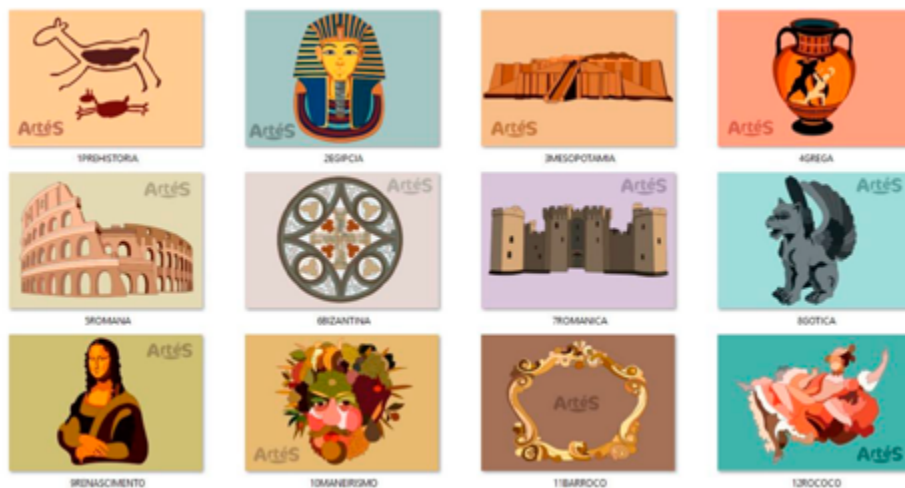 ArtéS
1PREHISTORIA
2EGIPCIA
ArtéS
3MESOPOTAMIA
ArtéS
4GREGA
ArtéS
5ROMANA
ArtéS
6BIZANTINA
ArtéS
7ROMANICA
ArtéS
8GOTICA
ArtéS
9RENASCIMENTO
ArtéS
10MANEIRISMO
ArtéS
11BARROCO
ArtéS
12ROCOCO